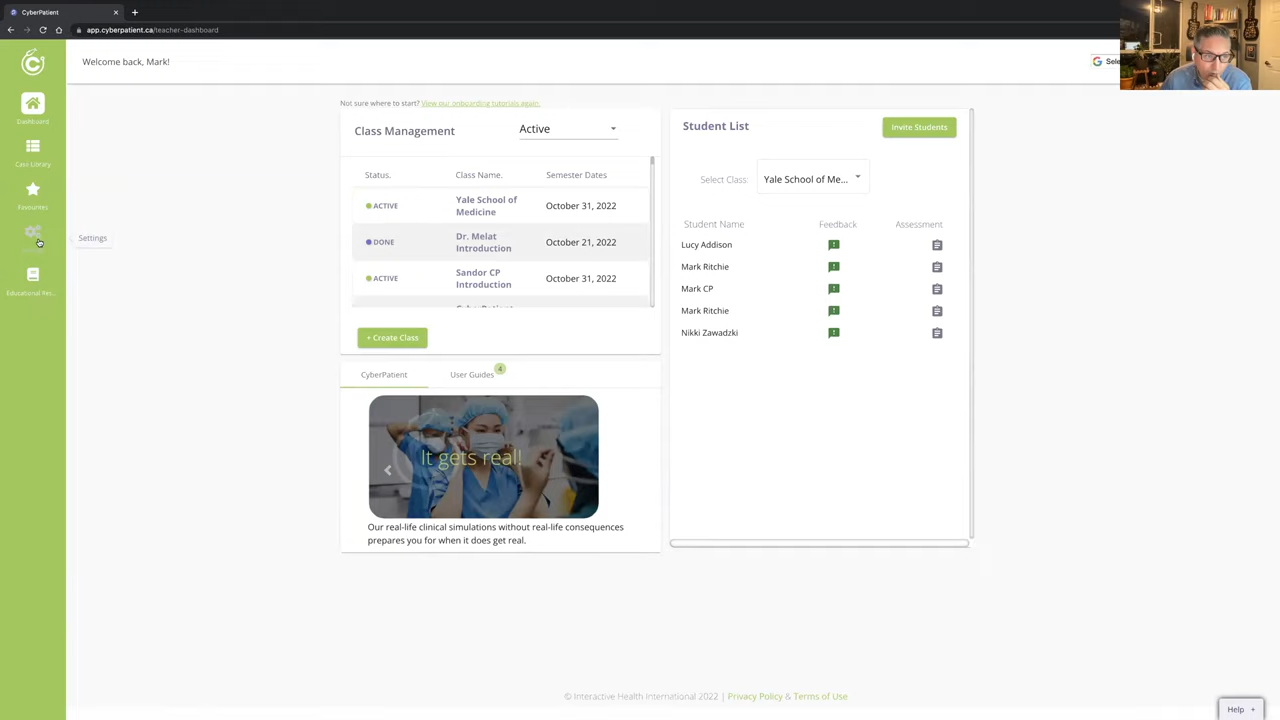 CyberPatient
app.cyberpatient.ca/teacher-dashboard
Welcome back, Mark!
G Sele
Dashboard
Case Library
Favourites
Settings
Educational Res...
Not sure where to start? View our onboarding tutorials again.
Class Management
Active
Status. Class Name. Semester Dates
ACTIVE Yale School of Medicine October 31, 2022
DONE Dr. Melat Introduction October 21, 2022
ACTIVE Sandor CP Introduction October 31, 2022
+ Create Class
CyberPatient User Guides 4
It gets real!
Our real-life clinical simulations without real-life consequences
prepares you for when it does get real.
Student List
Invite Students
Select Class: Yale School of Me...
Student Name Feedback Assessment
Lucy Addison
Mark Ritchie
Mark CP
Mark Ritchie
Nikki Zawadzki
© Interactive Health International 2022 | Privacy Policy & Terms of Use
Help +